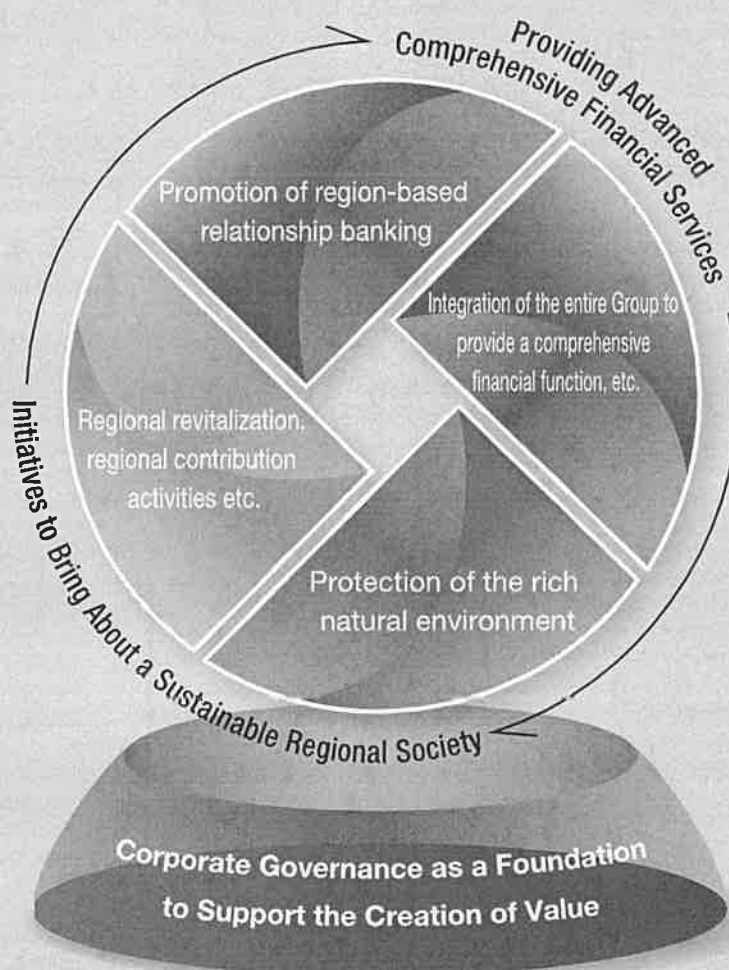 Providing Advanced
Comprehensive Financial Services
Promotion of region-based
relationship banking
Integration of the entire Group to
provide a comprehensive
financial function, etc.
Regional revitalization,
regional contribution
activities etc.
Protection of the rich
natural environment
Initiatives to Bring About a Sustainable Regional Society
Corporate Governance as a Foundation
to Support the Creation of Value